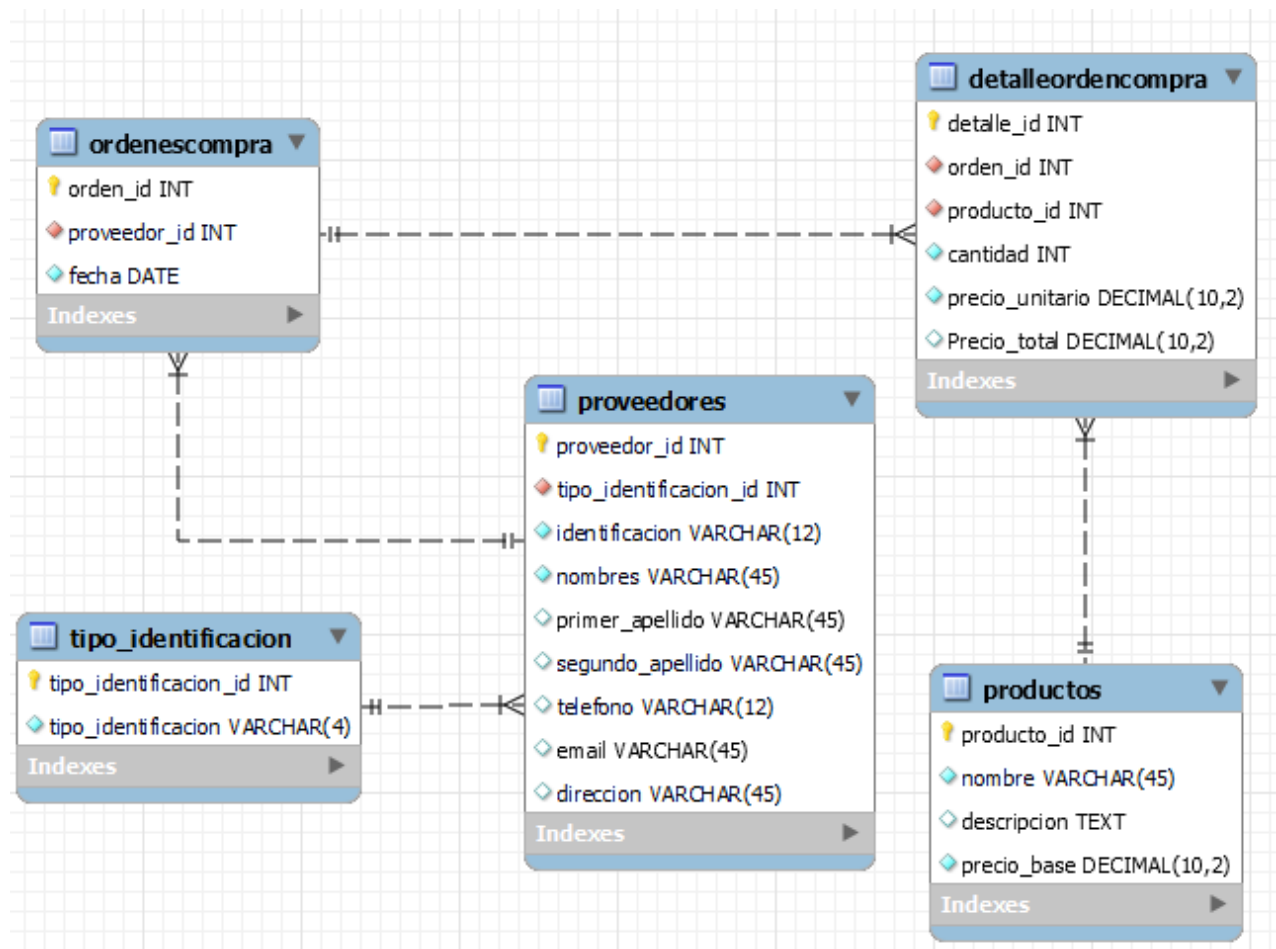 ordenescompra
orden_id INT
proveedor_id INT
fecha DATE
Indexes
detalleordencompra
detalle_id INT
orden_id INT
producto_id INT
cantidad INT
precio_unitario DECIMAL(10,2)
Precio_total DECIMAL(10,2)
Indexes
proveedores
proveedor_id INT
tipo_identificacion_id INT
identificacion VARCHAR(12)
nombres VARCHAR(45)
primer_apellido VARCHAR(45)
segundo_apellido VARCHAR(45)
telefono VARCHAR(12)
email VARCHAR(45)
direccion VARCHAR(45)
Indexes
tipo_identificacion
tipo_identificacion_id INT
tipo_identificacion VARCHAR(4)
Indexes
productos
producto_id INT
nombre VARCHAR(45)
descripcion TEXT
precio_base DECIMAL(10,2)
Indexes